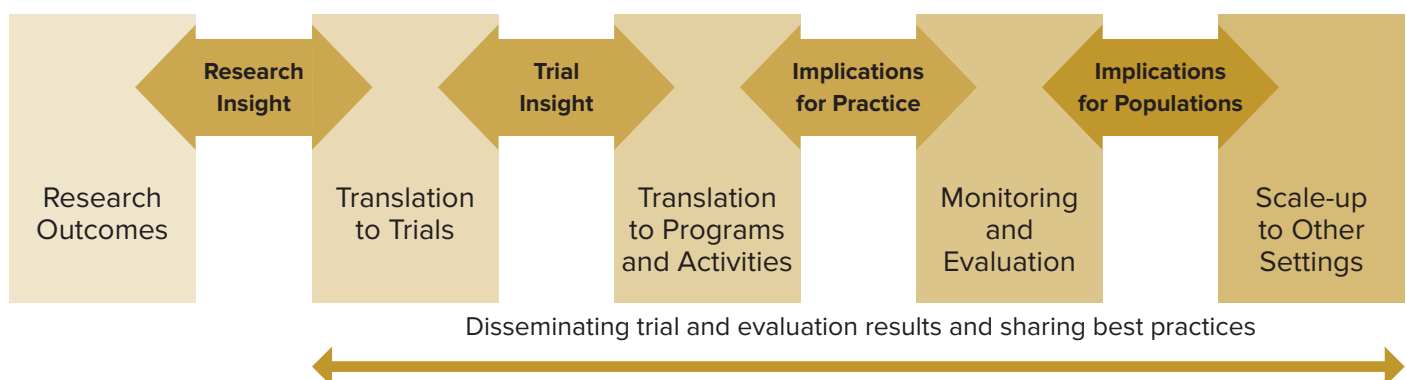 Research
Insight
Trial
Insight
Implications
for Practice
Implications
for Populations
Research
Outcomes
Translation
to Trials
Translation
to Programs
and Activities
Monitoring
and
Evaluation
Scale-up
to Other
Settings
Disseminating trial and evaluation results and sharing best practices